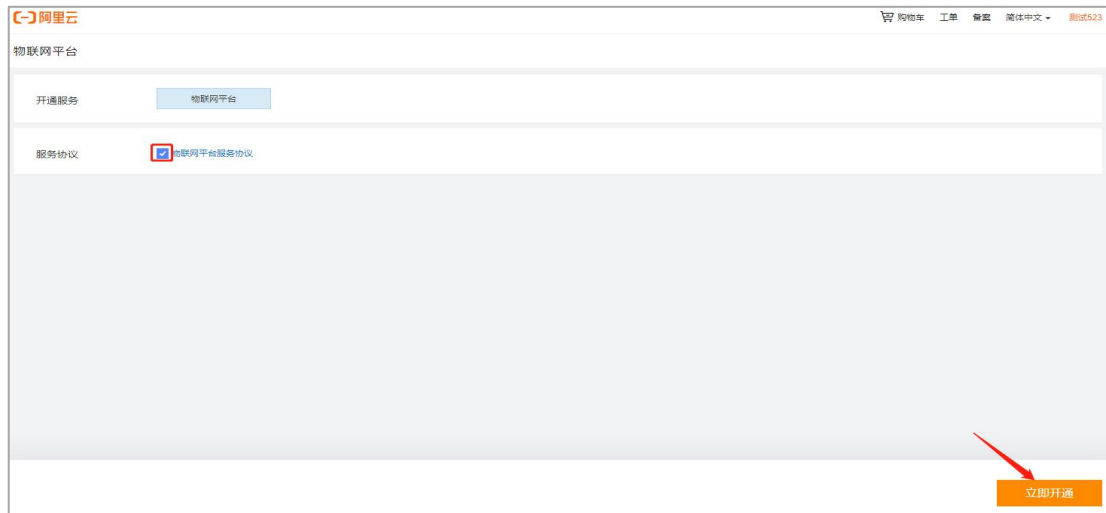 阿里云 购物车 工单 备案 简体中文 测试523
物联网平台
开通服务 物联网平台
服务协议 物联网平台服务协议
立即开通